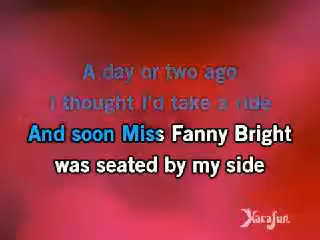 A day or two ago
I thought I'd take a ride
And soon Miss Fanny Bright
was seated by my side
KaraFun